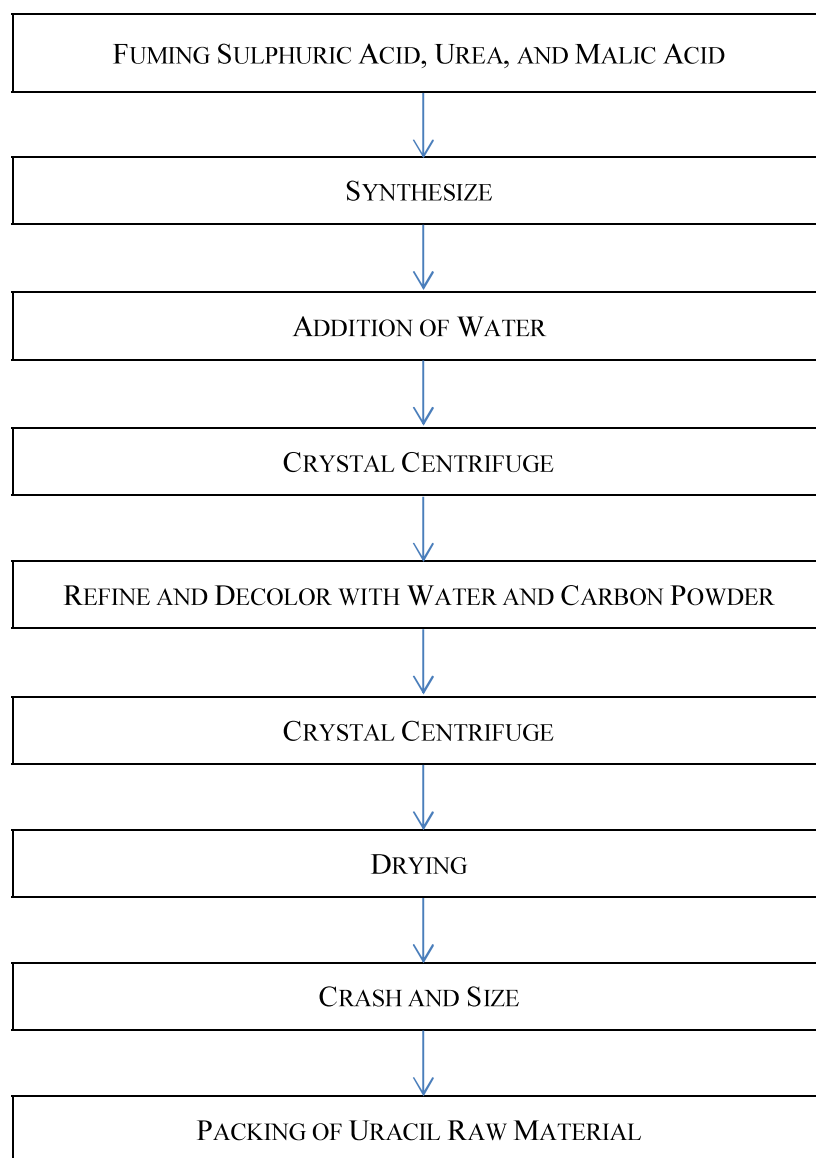 FUMING SULPHURIC ACID, UREA, AND MALIC ACID
SYNTHESIZE
ADDITION OF WATER
CRYSTAL CENTRIFUGE
REFINE AND DECOLOR WITH WATER AND CARBON POWDER
CRYSTAL CENTRIFUGE
DRYING
CRASH AND SIZE
PACKING OF URACIL RAW MATERIAL